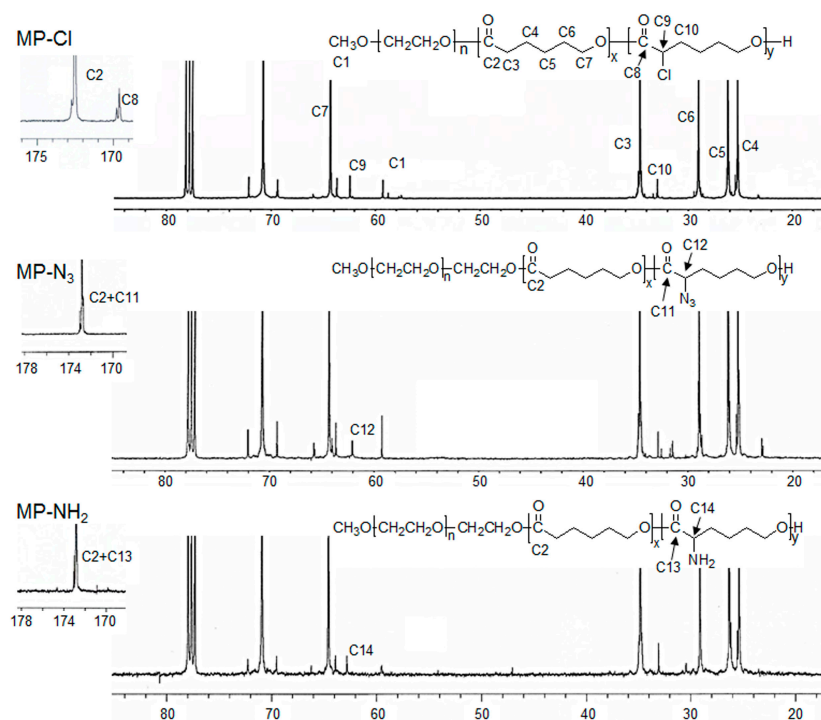 MP-Cl
O
C4
C6
O
C9
C10
CH3O
CH2CH2O
n
O
x
O
y
H
C1
C2
C3
C5
C7
C8
Cl
C2
C8
175
170
C7
C9
C1
C3
C10
C6
C5
C4
80
70
60
50
40
30
20
MP-N3
O
O
C12
CH3O
CH2CH2O
n
CH2CH2O
O
x
O
y
H
C2
C11
N3
C2+C11
178
174
170
C12
80
70
60
50
40
30
20
MP-NH2
O
O
C14
CH3O
CH2CH2O
n
CH2CH2O
O
x
O
y
H
C2
C13
NH2
C2+C13
178
174
170
C14
80
70
60
50
40
30
20